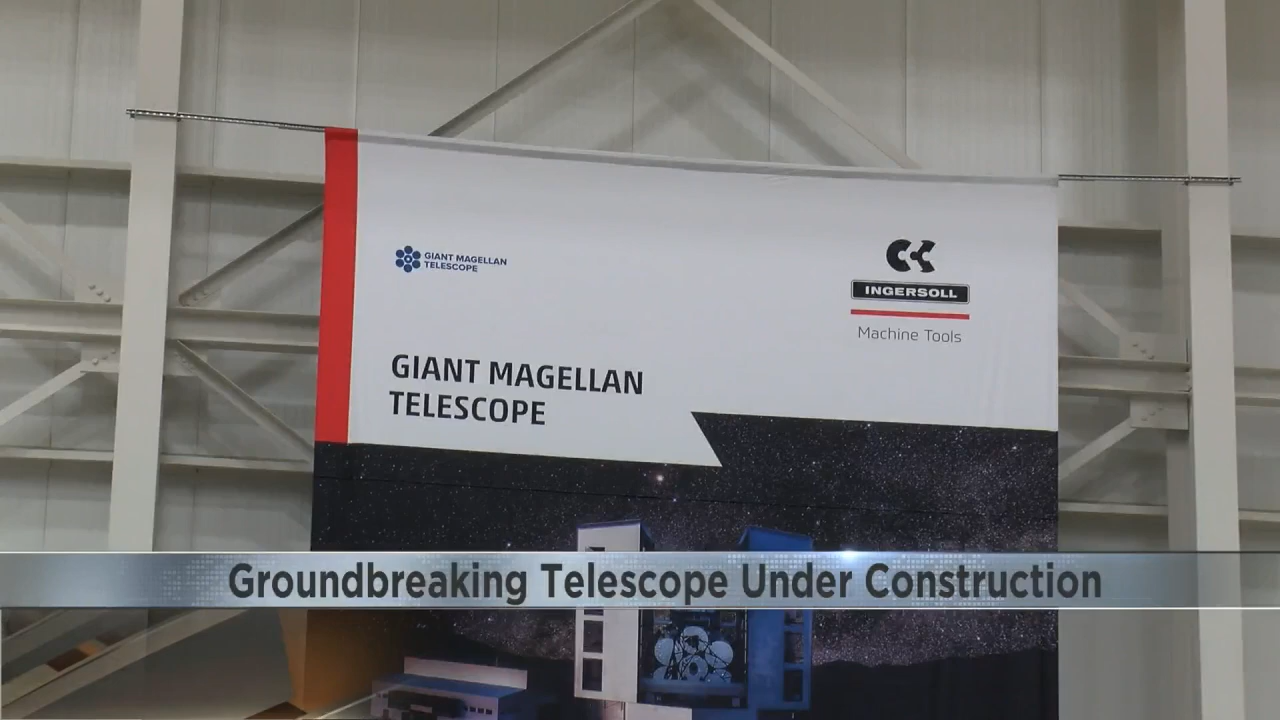 GIANT MAGELLAN
TELESCOPE
INGERSOLL
Machine Tools
GIANT MAGELLAN
TELESCOPE
Groundbreaking Telescope Under Construction